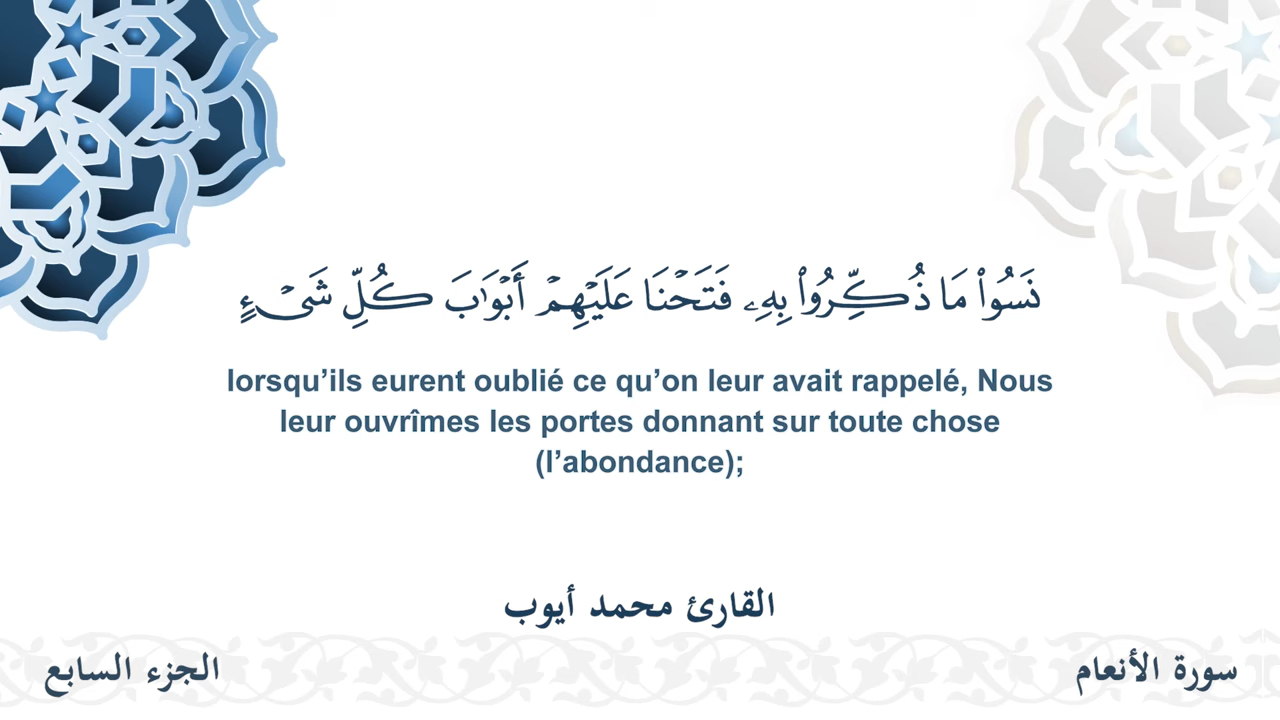 نَسُوا۟ مَا ذُكِّرُوا۟ بِهِۦ فَتَحْنَا عَلَيْهِمْ أَبْوَٰبَ كُلِّ شَىْءٍ
lorsqu’ils eurent oublié ce qu’on leur avait rappelé, Nous
leur ouvrîmes les portes donnant sur toute chose
(l’abondance);
القارئ محمد أيوب
سورة الأنعام
الجزء السابع